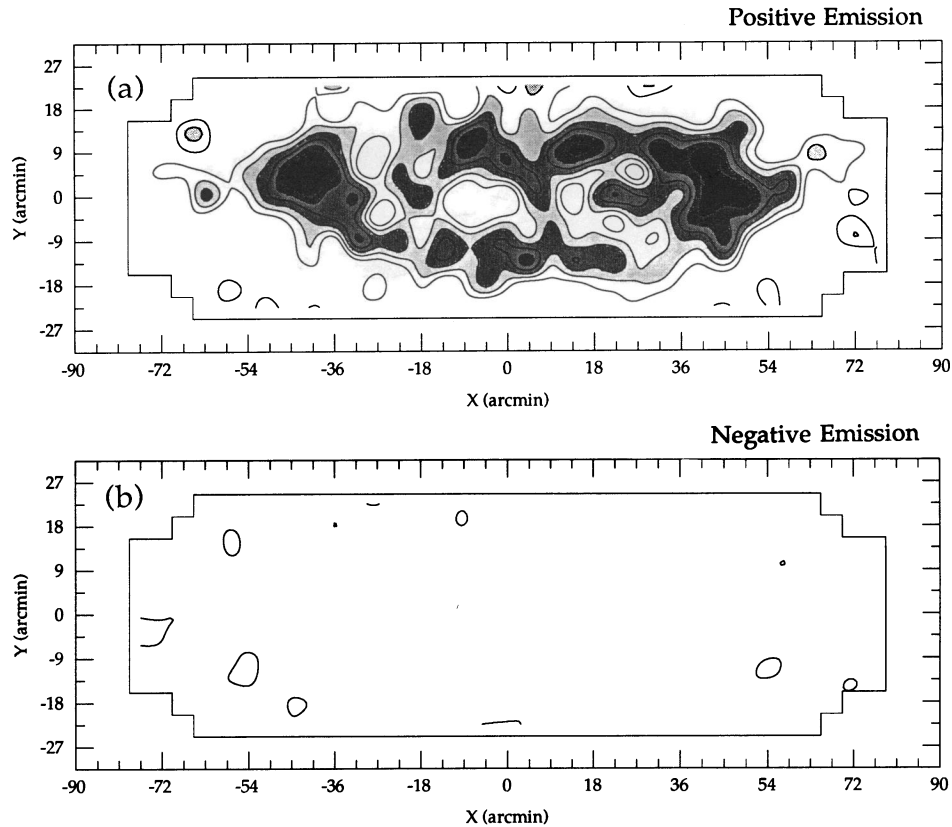 Positive Emission
(a)
27
18
9
0
-9
-18
-27
Y (arcmin)
-90 -72 -54 -36 -18 0 18 36 54 72 90
X (arcmin)
Negative Emission
(b)
27
18
9
0
-9
-18
-27
Y (arcmin)
-90 -72 -54 -36 -18 0 18 36 54 72 90
X (arcmin)